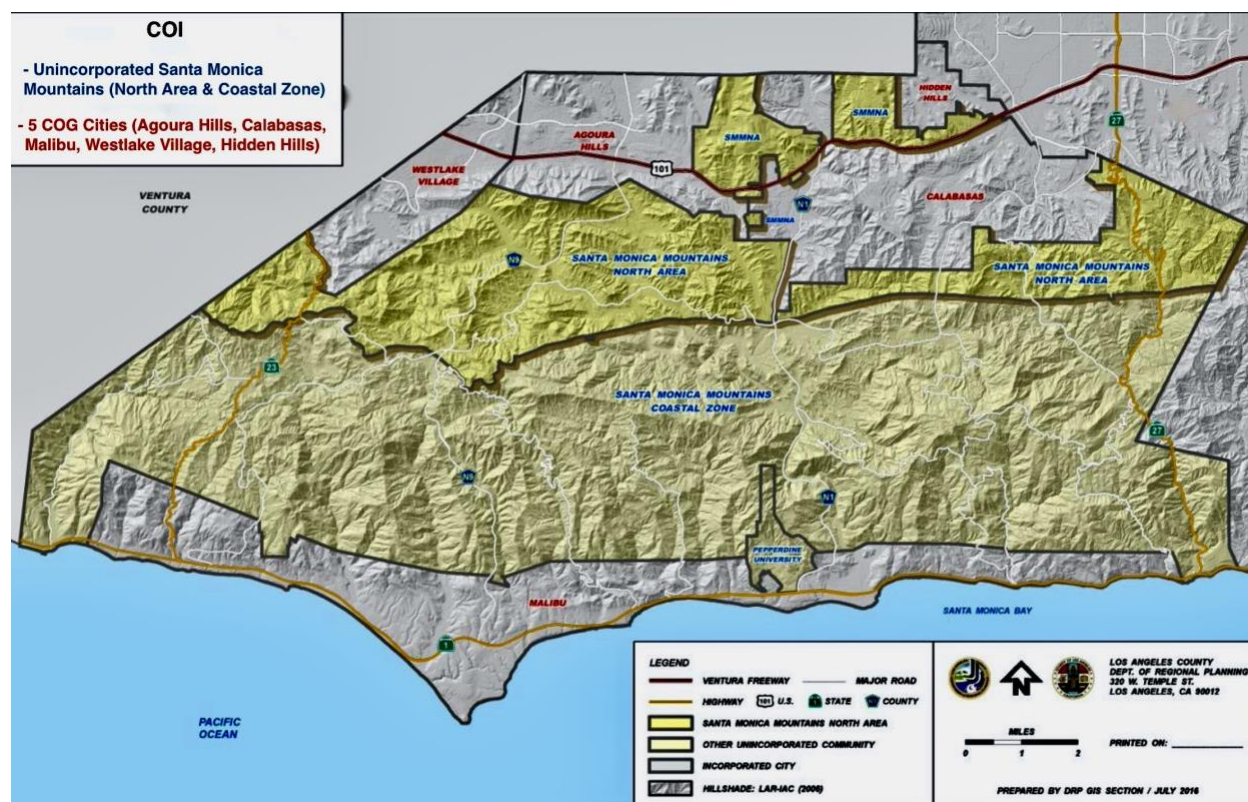 COI
- Unincorporated Santa Monica
Mountains (North Area & Coastal Zone)
- 5 COG Cities (Agoura Hills, Calabasas,
Malibu, Westlake Village, Hidden Hills)
VENTURA
COUNTY
WESTLAKE
VILLAGE
AGOURA
HILLS
101
SMMNA
SMMNA
HIDDEN
HILLS
27
SMMNA
N1
CALABASAS
N9
SANTA MONICA MOUNTAINS
NORTH AREA
SANTA MONICA MOUNTAINS
NORTH AREA
23
SANTA MONICA MOUNTAINS
COASTAL ZONE
27
N9
N1
PEPPERDINE
UNIVERSITY
MALIBU
1
SANTA MONICA BAY
PACIFIC
OCEAN
LEGEND
VENTURA FREEWAY
MAJOR ROAD
HIGHWAY 101 U.S. STATE COUNTY
SANTA MONICA MOUNTAINS NORTH AREA
OTHER UNINCORPORATED COMMUNITY
INCORPORATED CITY
HILLSHADE: LAR-IAC (2006)
N
LOS ANGELES COUNTY
DEPT. OF REGIONAL PLANNING
320 W. TEMPLE ST.
LOS ANGELES, CA 90012
MILES
0 1 2
PRINTED ON: ___________
PREPARED BY DRP GIS SECTION / JULY 2016